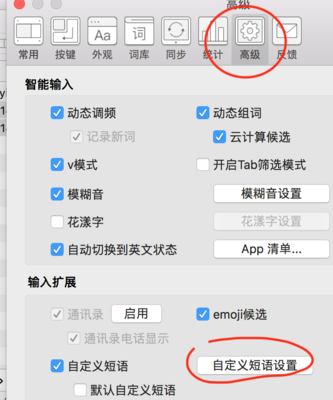 高级
常用 按键 外观 词库 同步 统计 高级 反馈
Aa 词
智能输入
动态调频 动态组词
记录新词 云计算候选
v模式 开启Tab筛选模式
模糊音 模糊音设置
花漾字 花漾字设置
自动切换到英文状态 App 清单...
输入扩展
通讯录 启用 emoji候选
通讯录电话显示
自定义短语 自定义短语设置
默认自定义短语